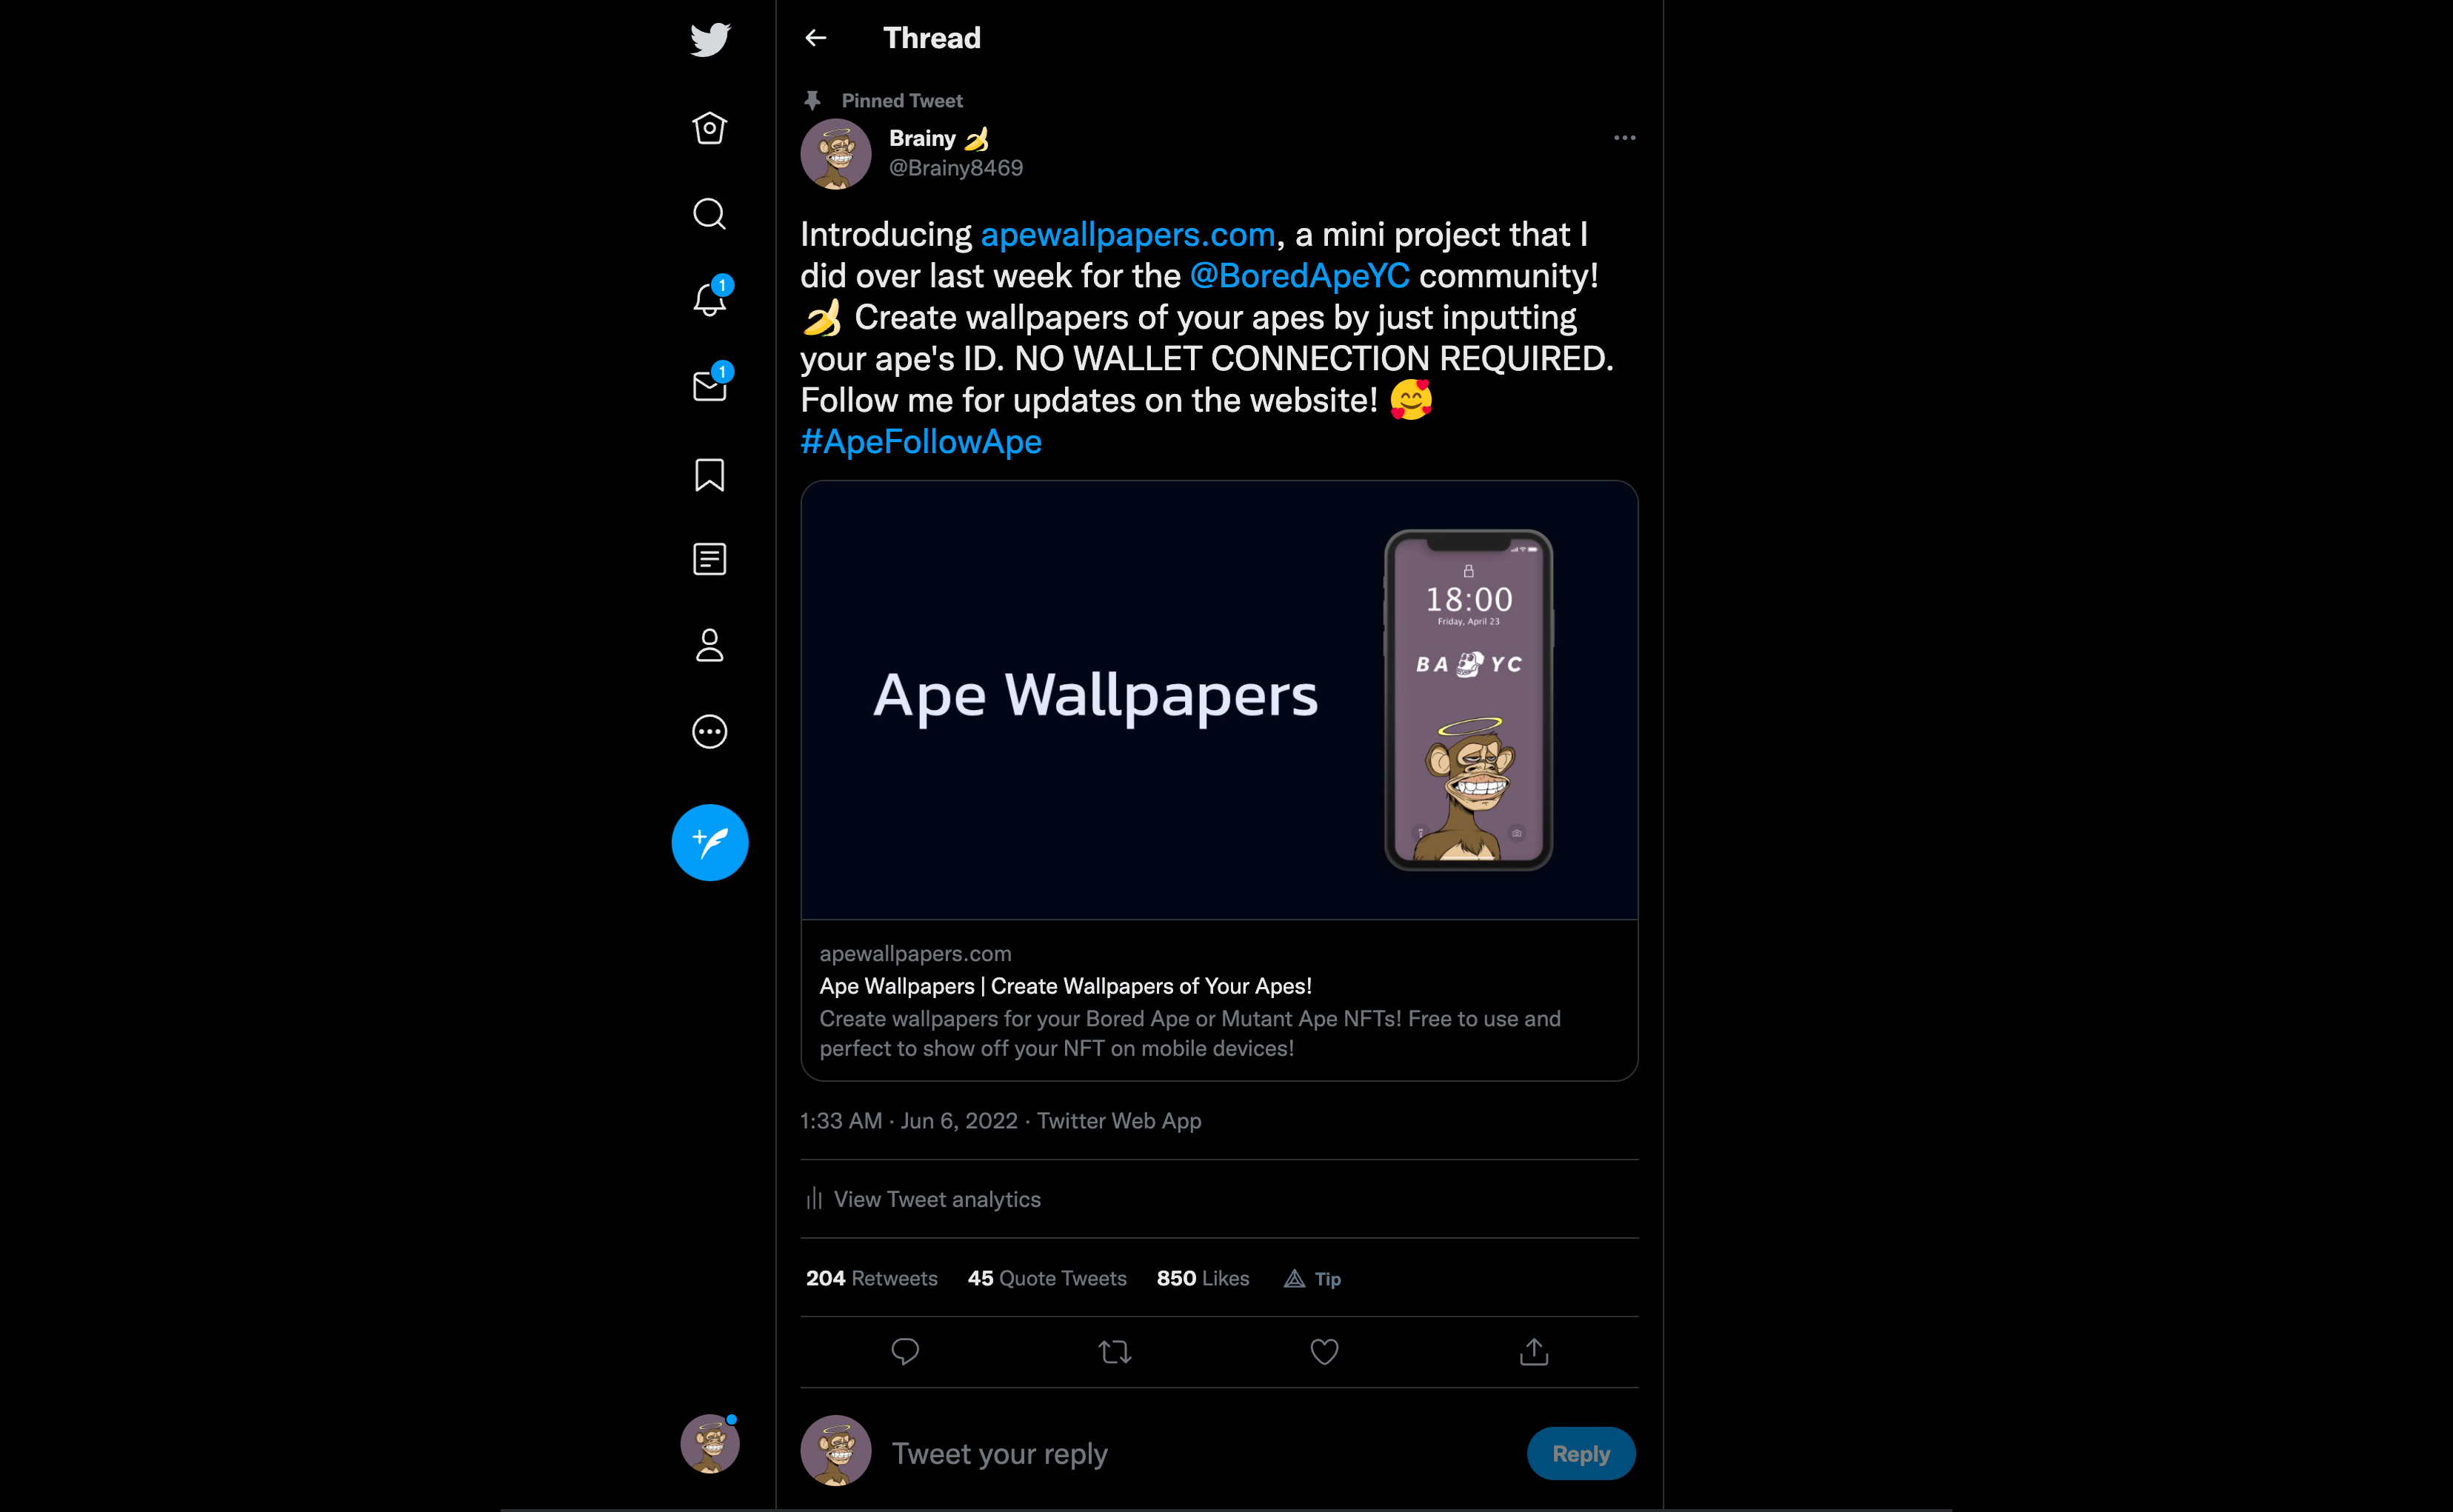 Thread
Pinned Tweet
Brainy 🍌
@Brainy8469
Introducing apewallpapers.com, a mini project that I
did over last week for the @BoredApeYC community!
🍌 Create wallpapers of your apes by just inputting
your ape's ID. NO WALLET CONNECTION REQUIRED.
Follow me for updates on the website! 🥰
#ApeFollowApe
1
1
Ape Wallpapers
18:00
Friday, April 23
BA YC
apewallpapers.com
Ape Wallpapers | Create Wallpapers of Your Apes!
Create wallpapers for your Bored Ape or Mutant Ape NFTs! Free to use and
perfect to show off your NFT on mobile devices!
1:33 AM · Jun 6, 2022 · Twitter Web App
View Tweet analytics
204 Retweets 45 Quote Tweets 850 Likes Tip
Tweet your reply
Reply